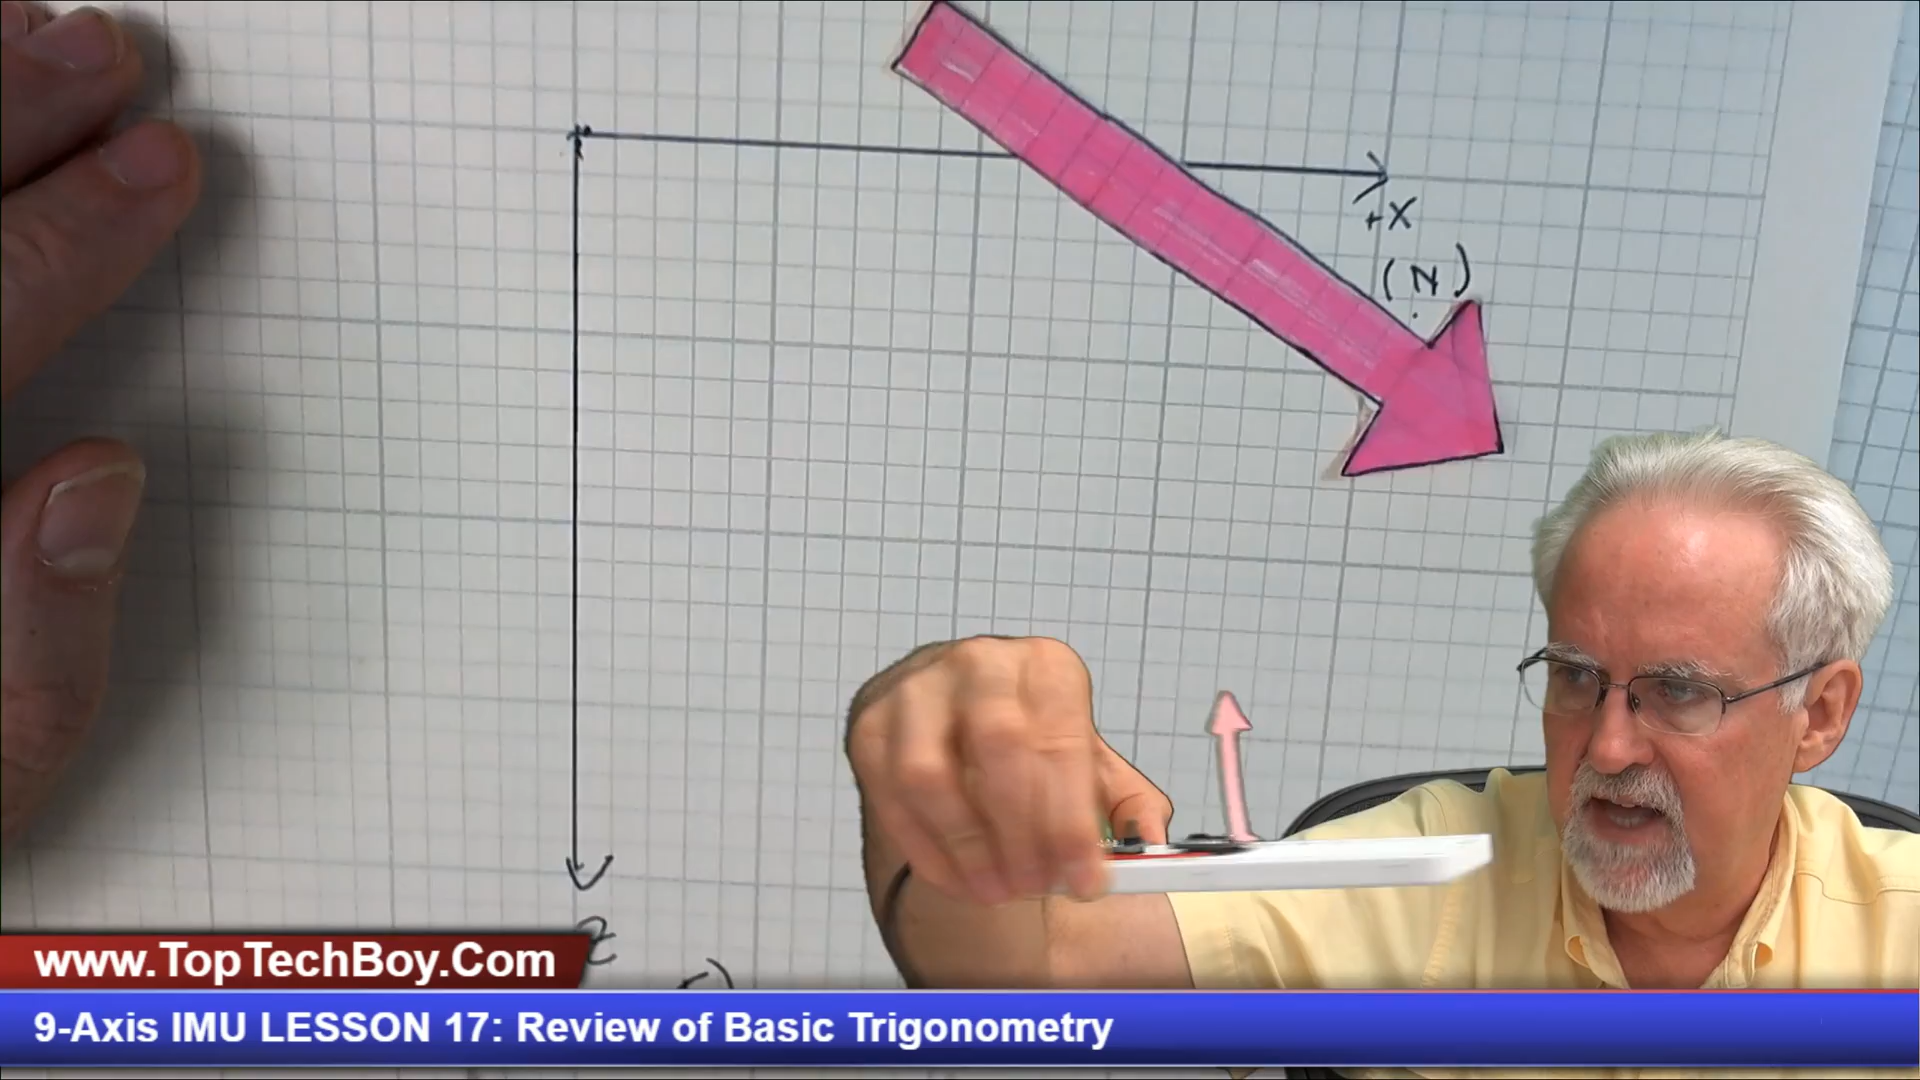 +X
(N)
Z
www.TopTechBoy.Com
9-Axis IMU LESSON 17: Review of Basic Trigonometry